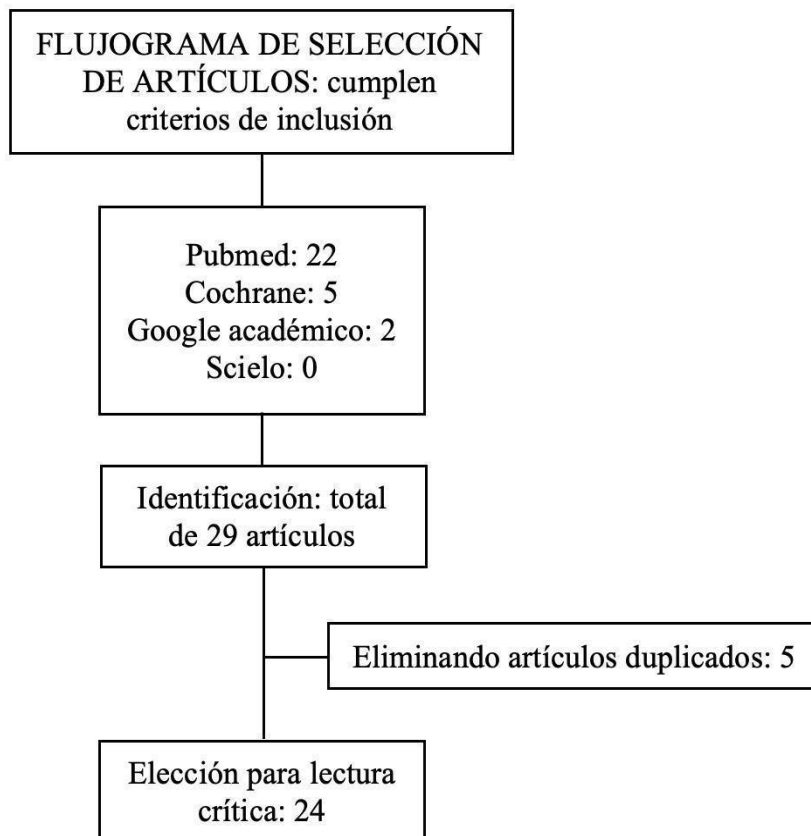 FLUJOGRAMA DE SELECCIÓN
DE ARTÍCULOS: cumplen
criterios de inclusión
Pubmed: 22
Cochrane: 5
Google académico: 2
Scielo: 0
Identificación: total
de 29 artículos
Eliminando artículos duplicados: 5
Elección para lectura
crítica: 24